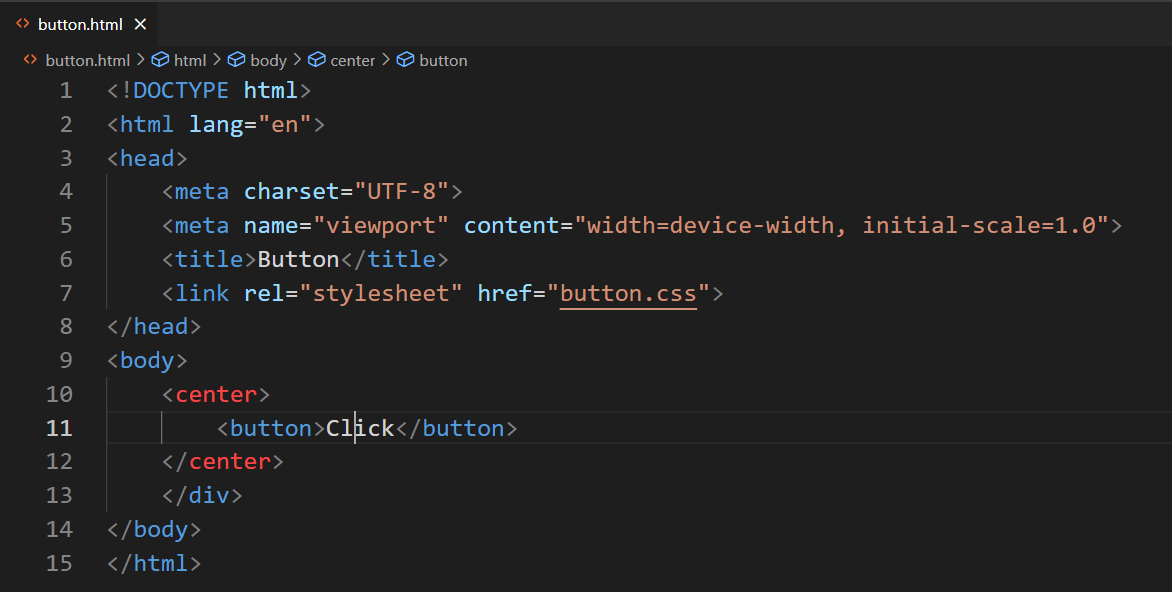 button.html
button.html > html > body > center > button
1 <!DOCTYPE html>
2 <html lang="en">
3 <head>
4     <meta charset="UTF-8">
5     <meta name="viewport" content="width=device-width, initial-scale=1.0">
6     <title>Button</title>
7     <link rel="stylesheet" href="button.css">
8 </head>
9 <body>
10     <center>
11         <button>Click</button>
12     </center>
13     </div>
14 </body>
15 </html>